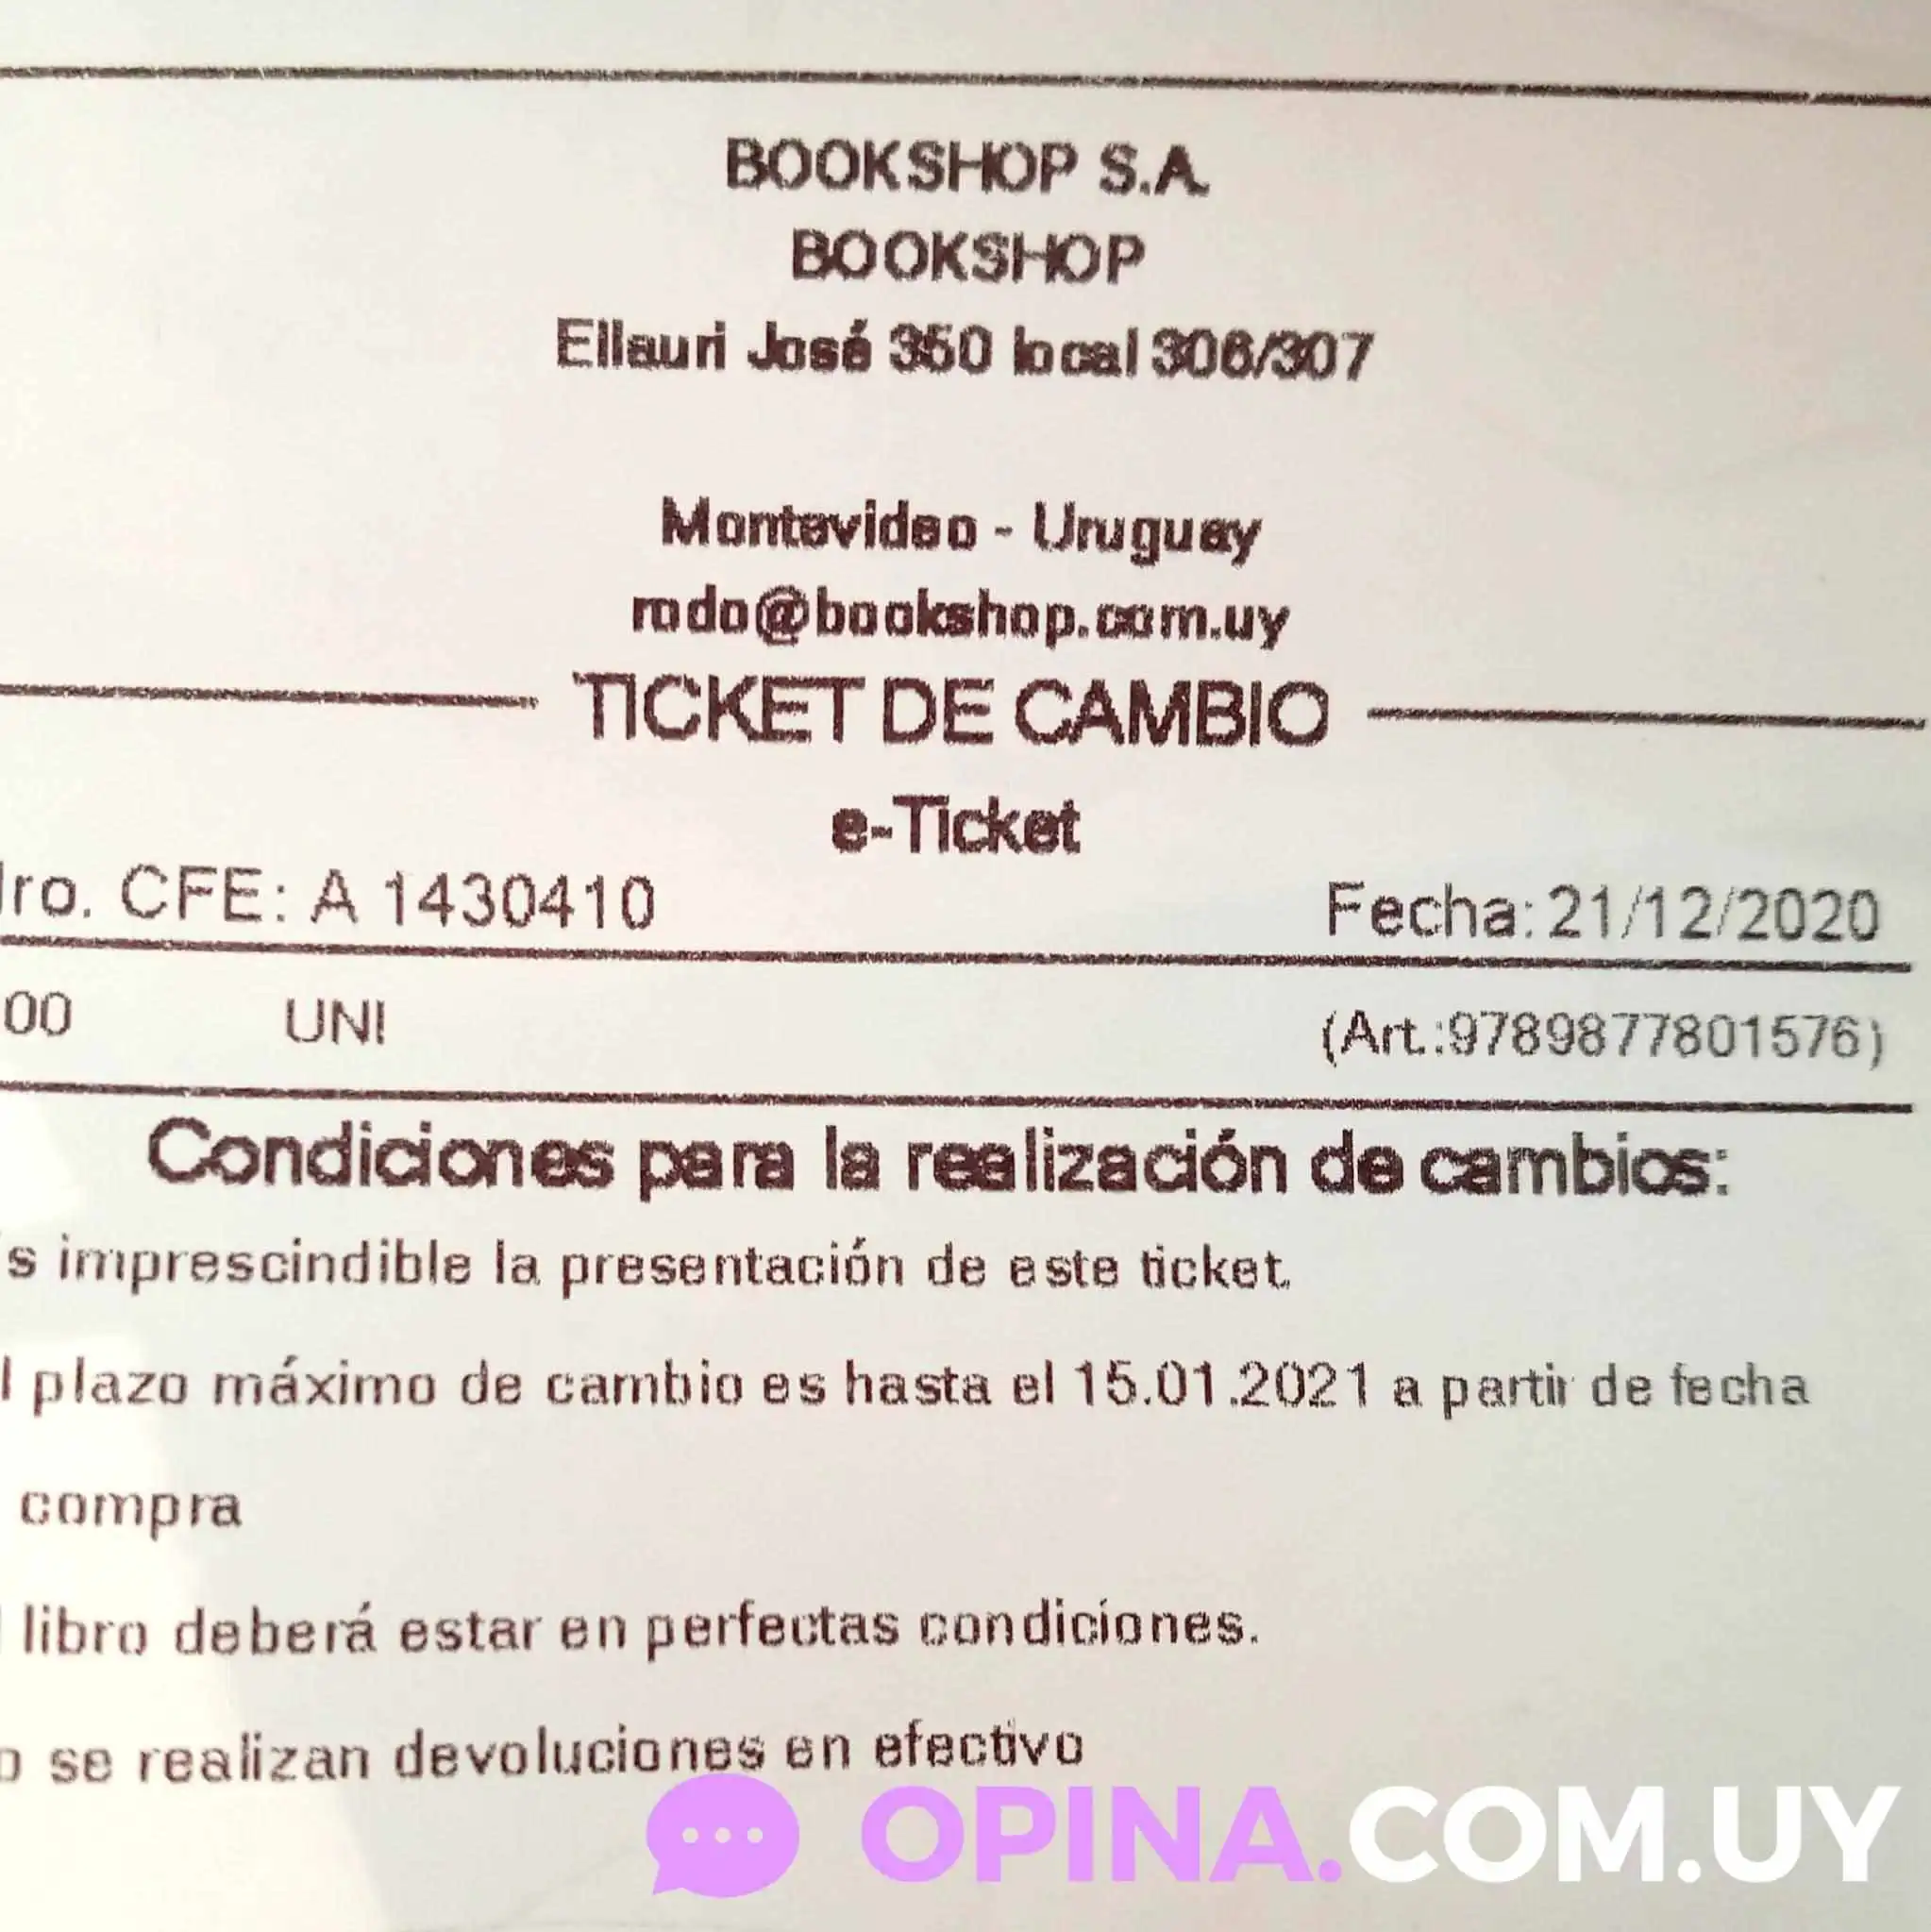 BOOKSHOP S.A.
BOOKSHOP
Ellauri José 350 local 306/307
Montevideo - Uruguay
rodo@bookshop.com.uy
TICKET DE CAMBIO
e-Ticket
ro. CFE: A 1430410 Fecha: 21/12/2020
00 UNI (Art.:9789877801576)
Condiciones para la realización de cambios:
s imprescindible la presentación de este ticket.
l plazo máximo de cambio es hasta el 15.01.2021 a partir de fecha
compra
libro deberá estar en perfectas condiciones.
o se realizan devoluciones en efectivo
OPINA.COM.UY